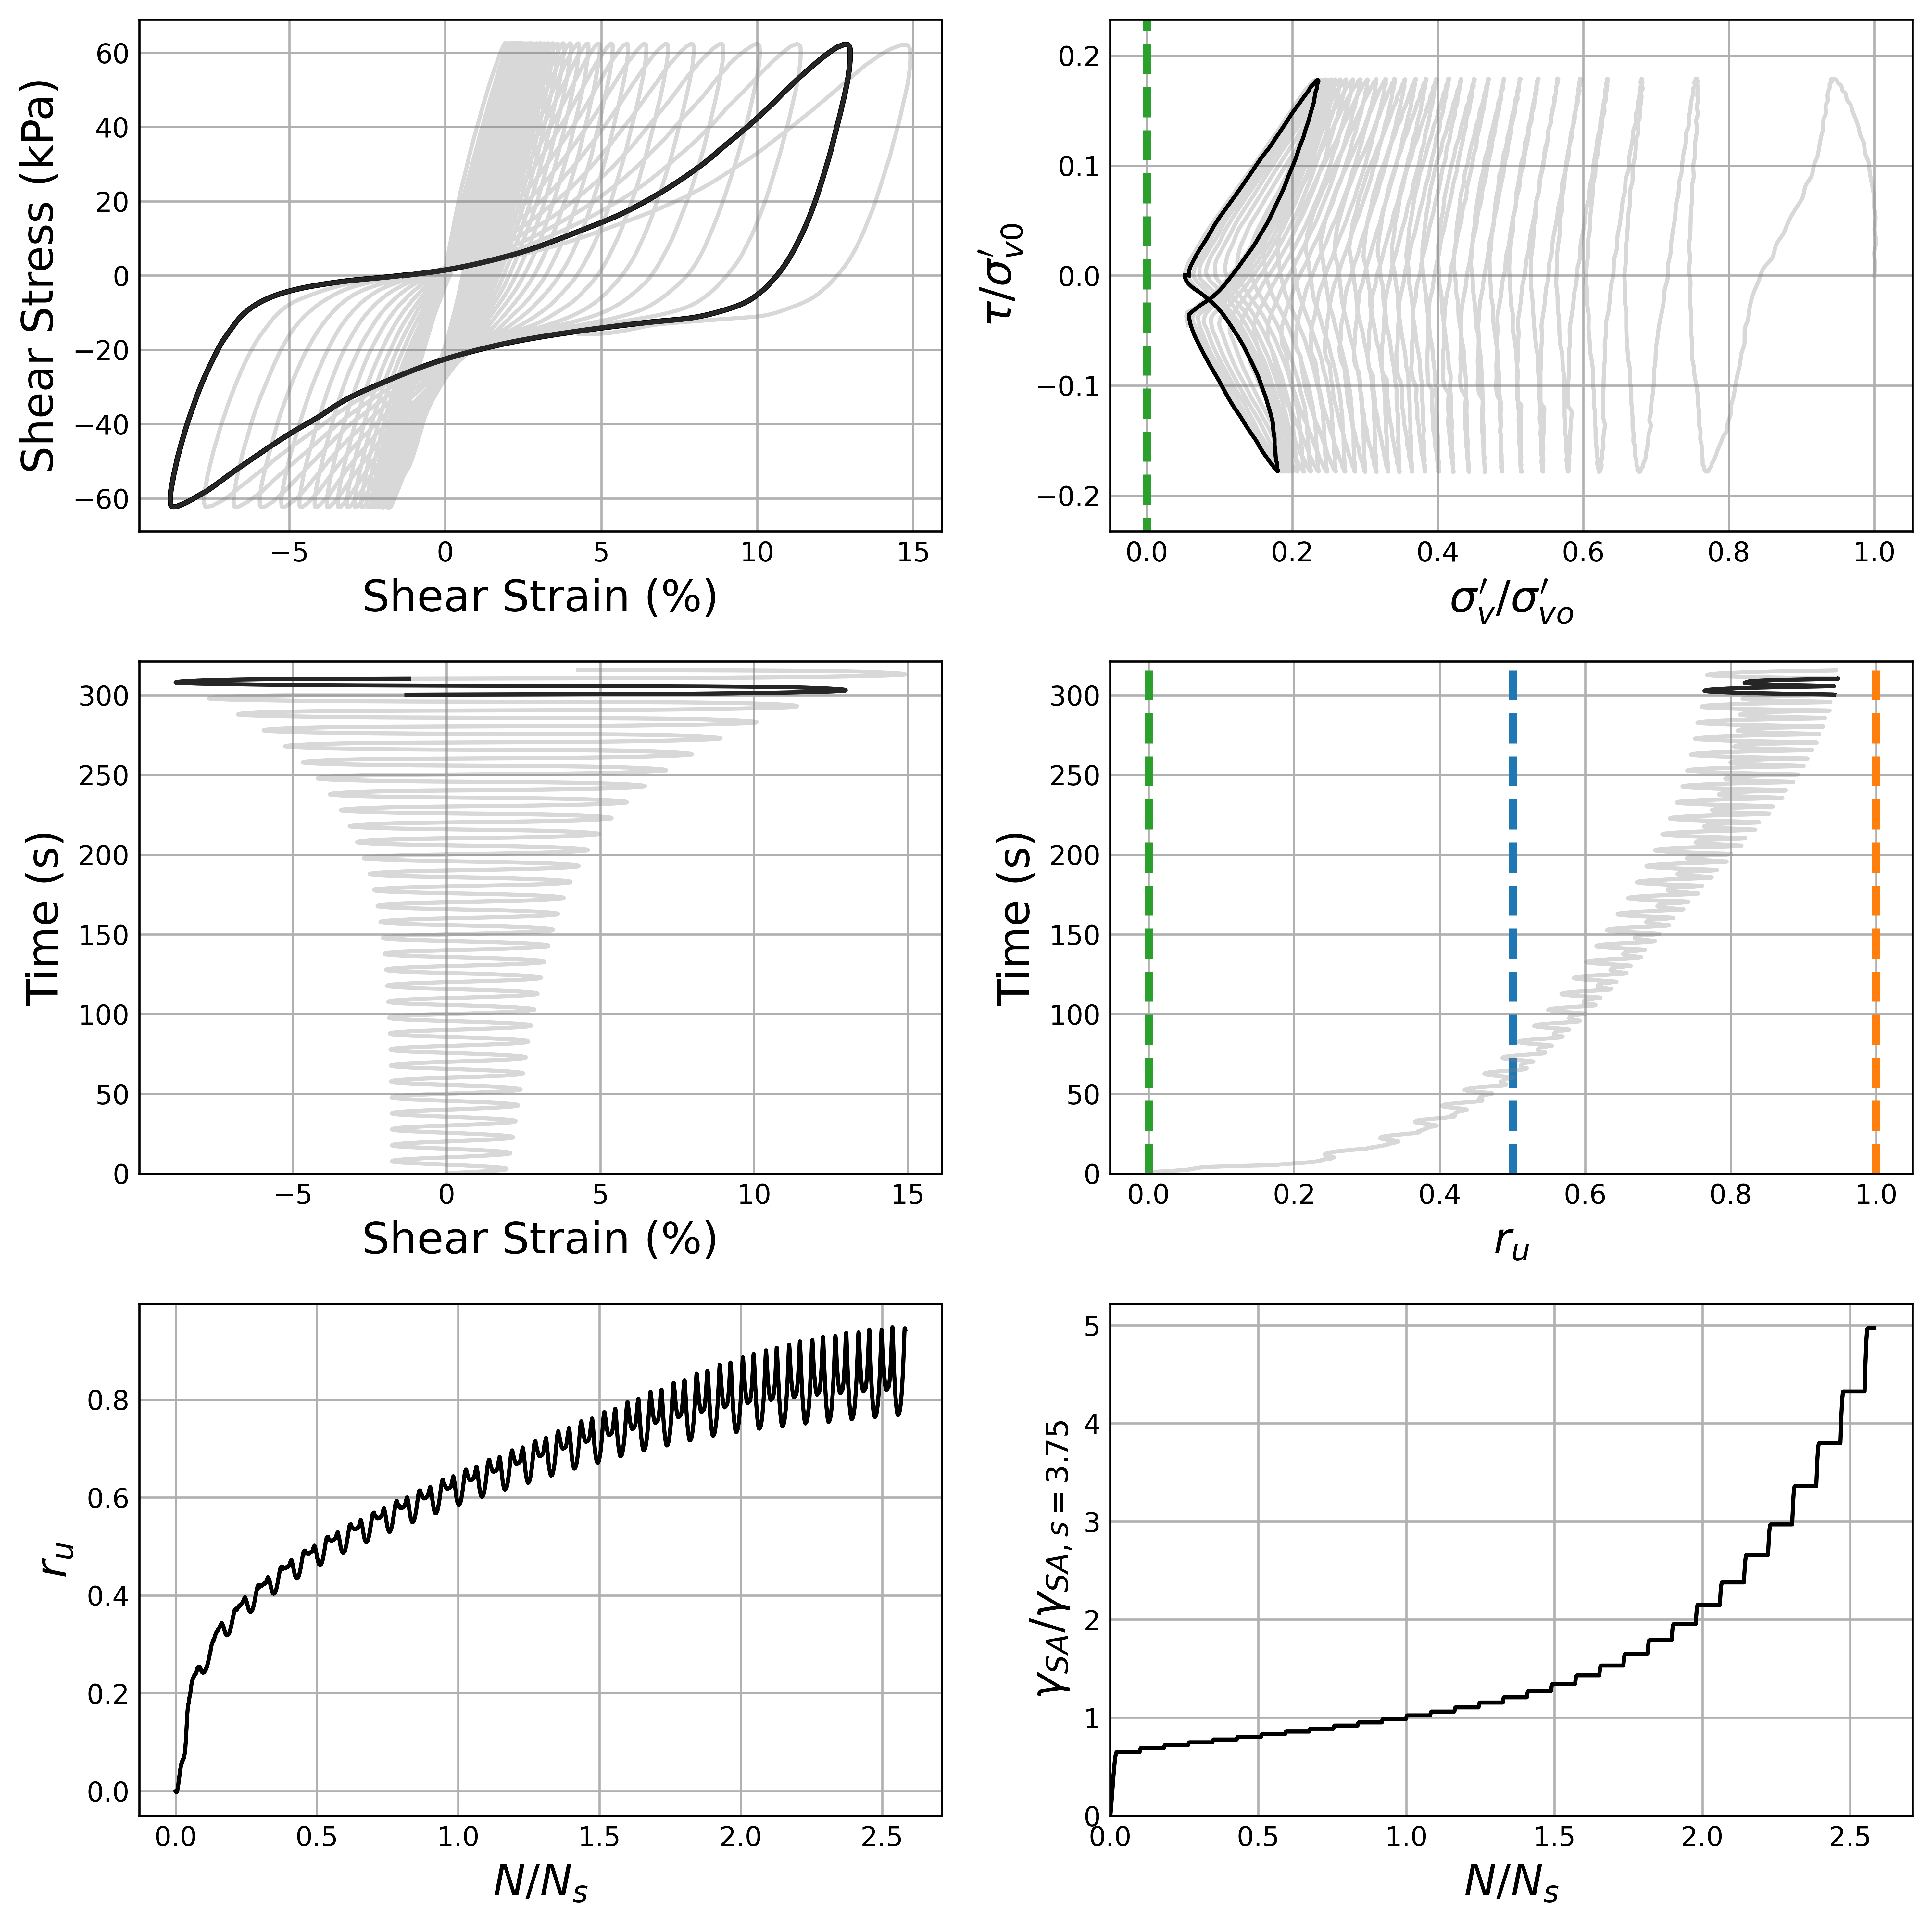 60
40
20
0
−20
−40
−60
Shear Stress (kPa)
−5 0 5 10 15
Shear Strain (%)
0.2
0.1
0.0
−0.1
−0.2
τ/σ′v0
0.0 0.2 0.4 0.6 0.8 1.0
σ′v/σ′vo
300
250
200
150
100
50
0
Time (s)
−5 0 5 10 15
Shear Strain (%)
300
250
200
150
100
50
0
Time (s)
0.0 0.2 0.4 0.6 0.8 1.0
ru
0.8
0.6
0.4
0.2
0.0
ru
0.0 0.5 1.0 1.5 2.0 2.5
N/Ns
5
4
3
2
1
0
γSA/γSA, s = 3.75
0.0 0.5 1.0 1.5 2.0 2.5
N/Ns